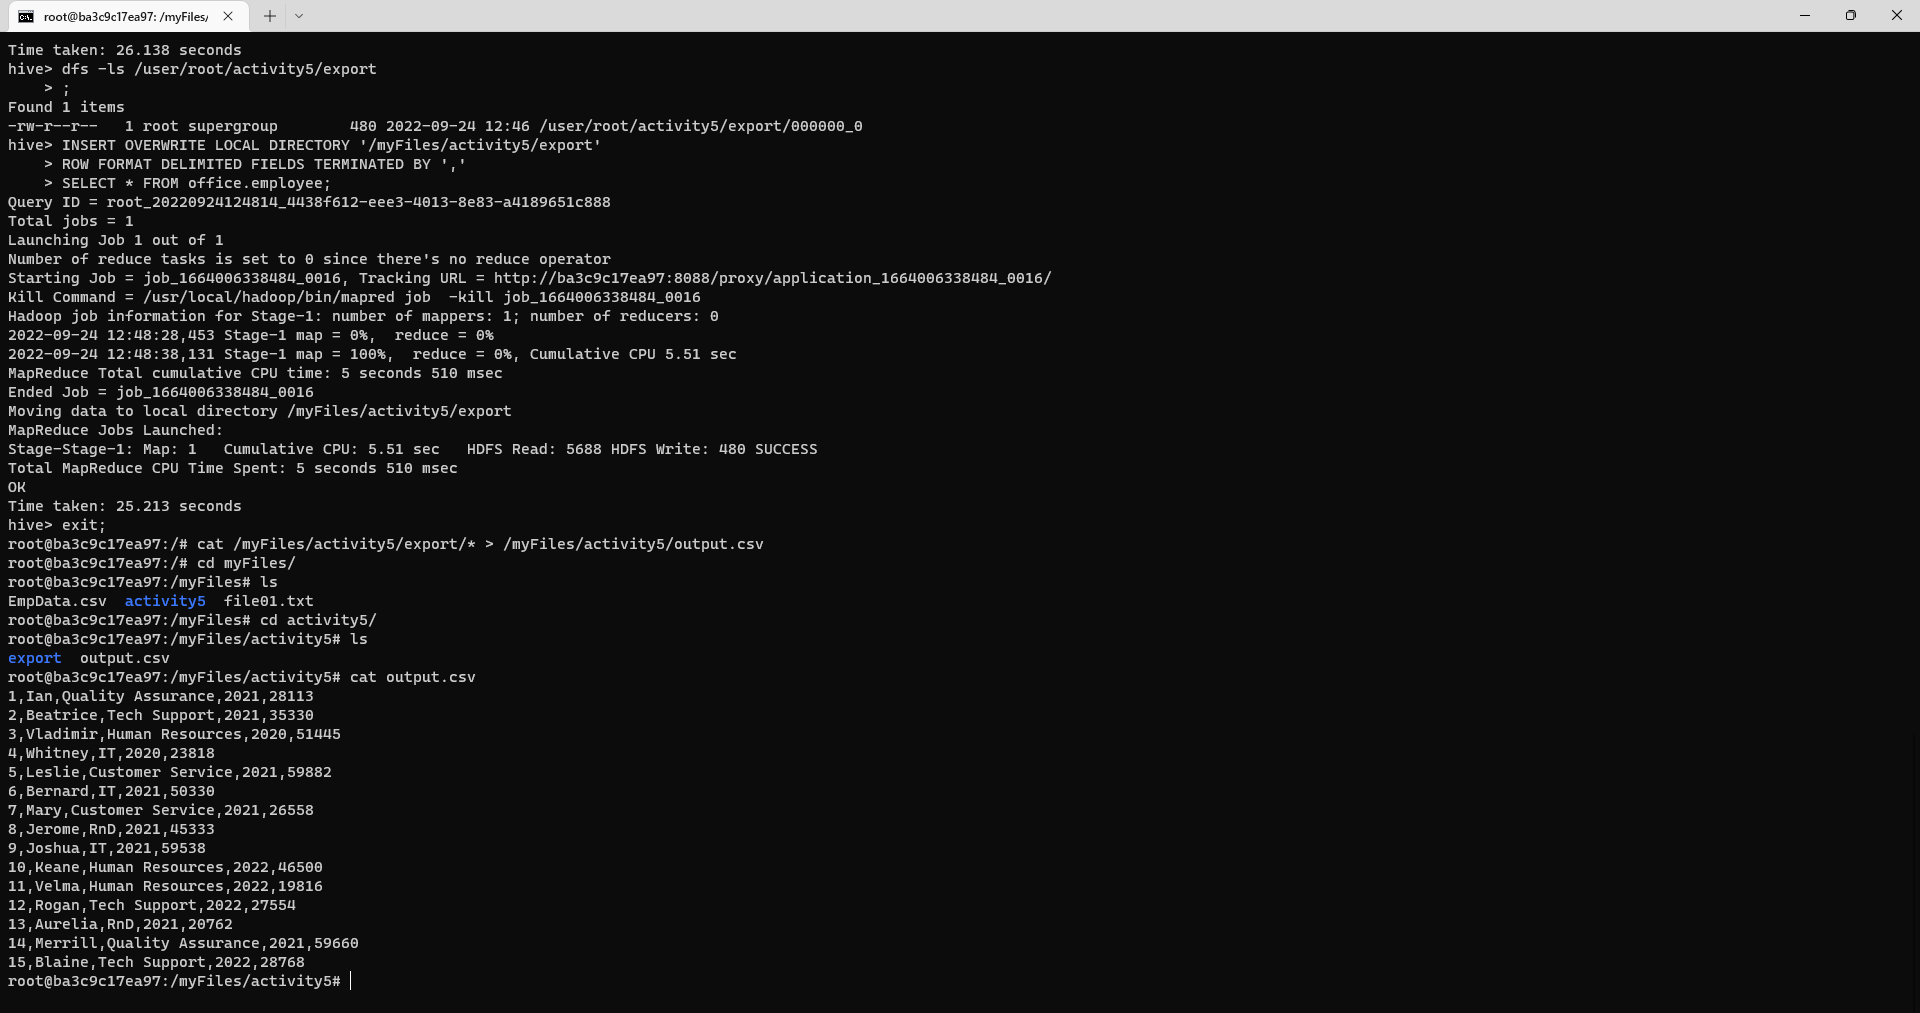 root@ba3c9c17ea97: /myFiles/
Time taken: 26.138 seconds
hive> dfs -ls /user/root/activity5/export
    > ;
Found 1 items
-rw-r--r--   1 root supergroup        480 2022-09-24 12:46 /user/root/activity5/export/000000_0
hive> INSERT OVERWRITE LOCAL DIRECTORY '/myFiles/activity5/export'
    > ROW FORMAT DELIMITED FIELDS TERMINATED BY ','
    > SELECT * FROM office.employee;
Query ID = root_20220924124814_4438f612-eee3-4013-8e83-a4189651c888
Total jobs = 1
Launching Job 1 out of 1
Number of reduce tasks is set to 0 since there's no reduce operator
Starting Job = job_1664006338484_0016, Tracking URL = http://ba3c9c17ea97:8088/proxy/application_1664006338484_0016/
Kill Command = /usr/local/hadoop/bin/mapred job  -kill job_1664006338484_0016
Hadoop job information for Stage-1: number of mappers: 1; number of reducers: 0
2022-09-24 12:48:28,453 Stage-1 map = 0%,  reduce = 0%
2022-09-24 12:48:38,131 Stage-1 map = 100%,  reduce = 0%, Cumulative CPU 5.51 sec
MapReduce Total cumulative CPU time: 5 seconds 510 msec
Ended Job = job_1664006338484_0016
Moving data to local directory /myFiles/activity5/export
MapReduce Jobs Launched:
Stage-Stage-1: Map: 1   Cumulative CPU: 5.51 sec   HDFS Read: 5688 HDFS Write: 480 SUCCESS
Total MapReduce CPU Time Spent: 5 seconds 510 msec
OK
Time taken: 25.213 seconds
hive> exit;
root@ba3c9c17ea97:/# cat /myFiles/activity5/export/* > /myFiles/activity5/output.csv
root@ba3c9c17ea97:/# cd myFiles/
root@ba3c9c17ea97:/myFiles# ls
EmpData.csv  activity5  file01.txt
root@ba3c9c17ea97:/myFiles# cd activity5/
root@ba3c9c17ea97:/myFiles/activity5# ls
export  output.csv
root@ba3c9c17ea97:/myFiles/activity5# cat output.csv
1,Ian,Quality Assurance,2021,28113
2,Beatrice,Tech Support,2021,35330
3,Vladimir,Human Resources,2020,51445
4,Whitney,IT,2020,23818
5,Leslie,Customer Service,2021,59882
6,Bernard,IT,2021,50330
7,Mary,Customer Service,2021,26558
8,Jerome,RnD,2021,45333
9,Joshua,IT,2021,59538
10,Keane,Human Resources,2022,46500
11,Velma,Human Resources,2022,19816
12,Rogan,Tech Support,2022,27554
13,Aurelia,RnD,2021,20762
14,Merrill,Quality Assurance,2021,59660
15,Blaine,Tech Support,2022,28768
root@ba3c9c17ea97:/myFiles/activity5#